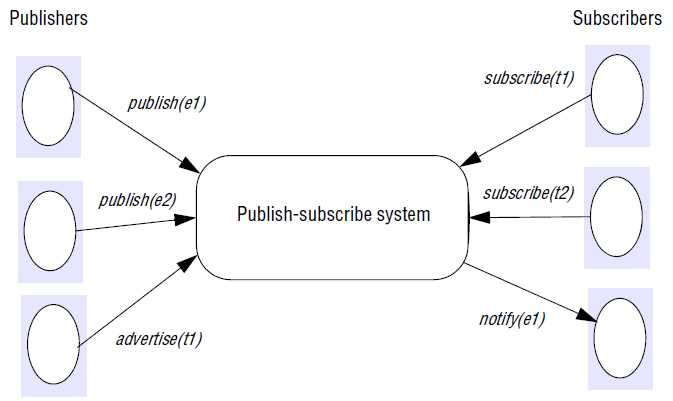 Publishers
Subscribers
publish(e1)
subscribe(t1)
publish(e2)
subscribe(t2)
Publish-subscribe system
advertise(t1)
notify(e1)